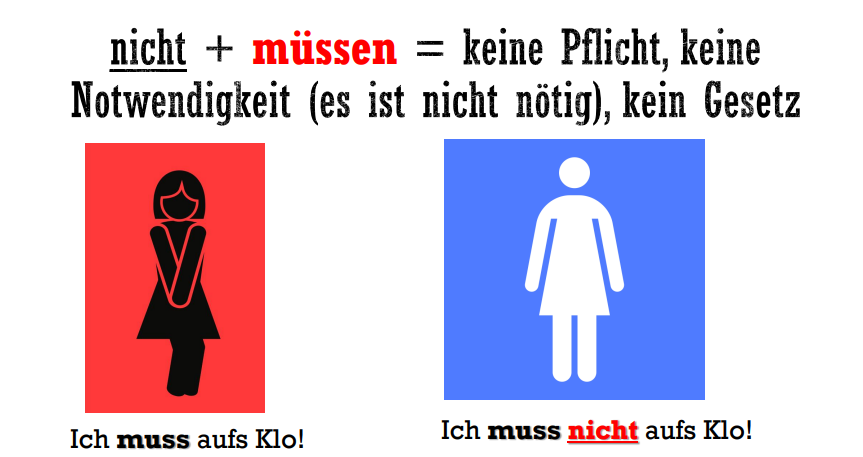 nicht + müssen = keine Pflicht, keine
Notwendigkeit (es ist nicht nötig), kein Gesetz
Ich muss aufs Klo!
Ich muss nicht aufs Klo!